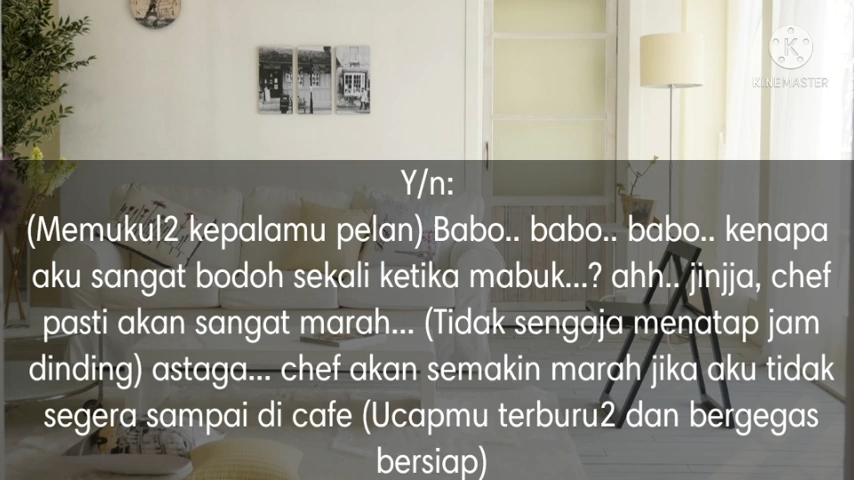 KINEMASTER
Y/n:
(Memukul2 kepalamu pelan) Babo.. babo.. babo.. kenapa
aku sangat bodoh sekali ketika mabuk...? ahh.. jinjja, chef
pasti akan sangat marah... (Tidak sengaja menatap jam
dinding) astaga... chef akan semakin marah jika aku tidak
segera sampai di cafe (Ucapmu terburu2 dan bergegas
bersiap)